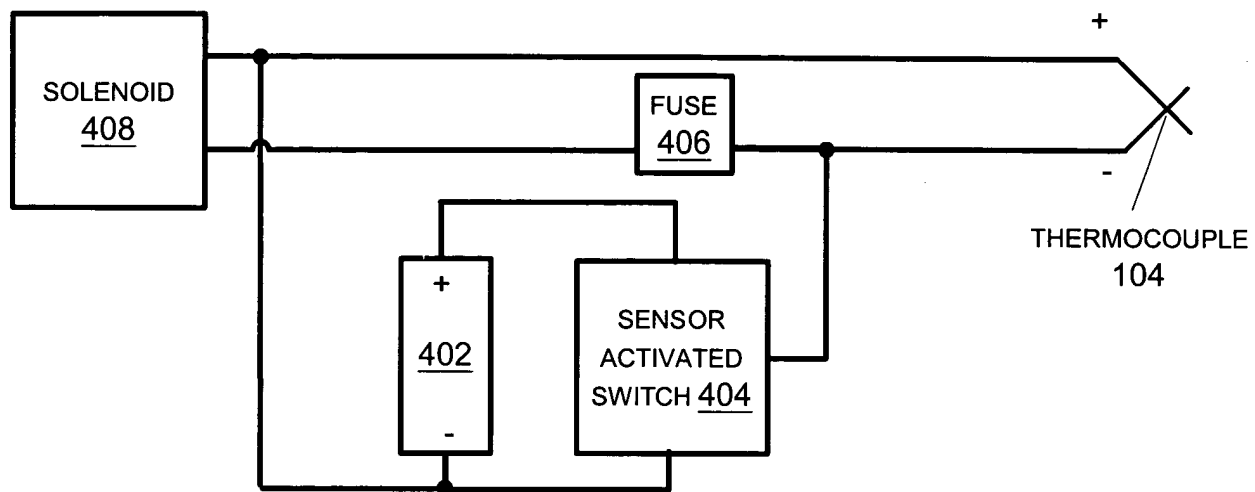 +
SOLENOID
408
FUSE
406
-
THERMOCOUPLE
104
+
402
-
SENSOR
ACTIVATED
SWITCH 404